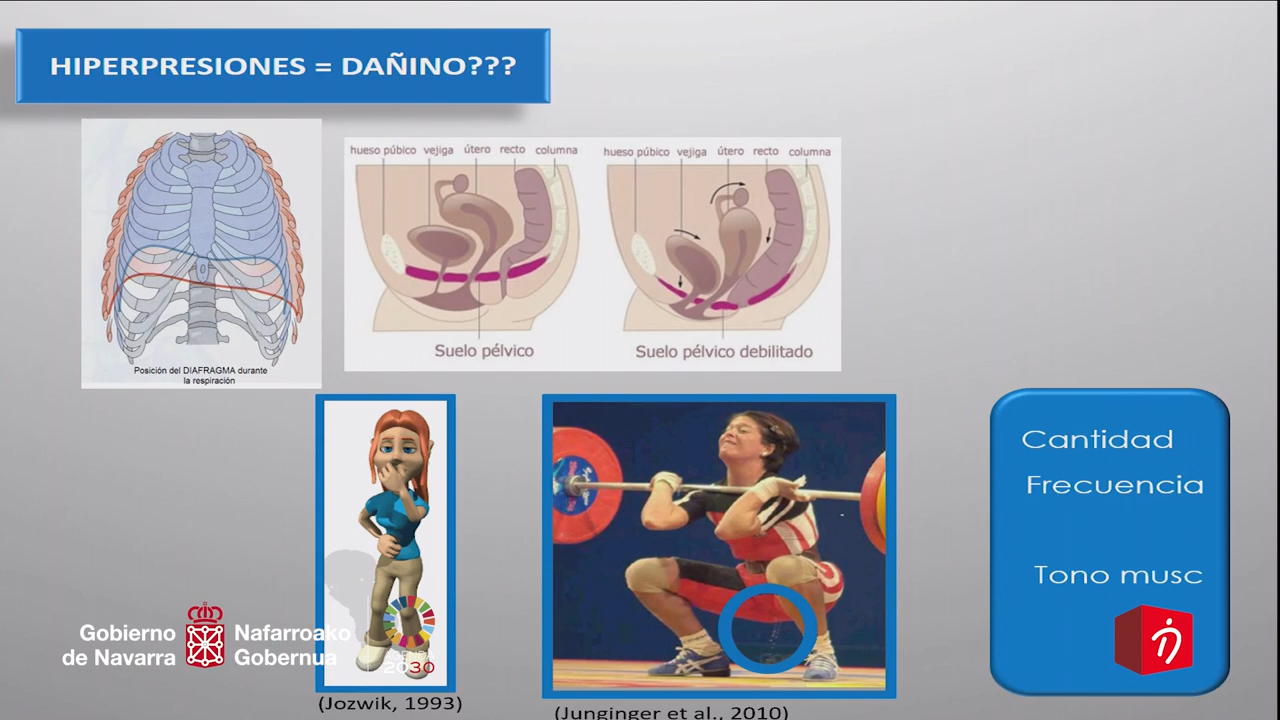 HIPERPRESIONES = DAÑINO???
hueso púbico vejiga útero recto columna
hueso púbico vejiga útero recto columna
Suelo pélvico
Suelo pélvico debilitado
Posición del DIAFRAGMA durante
la respiración
Cantidad
Frecuencia
Tono musc
Gobierno
de Navarra
Nafarroako
Gobernua
2030
(Jozwik, 1993)
(Junginger et al., 2010)